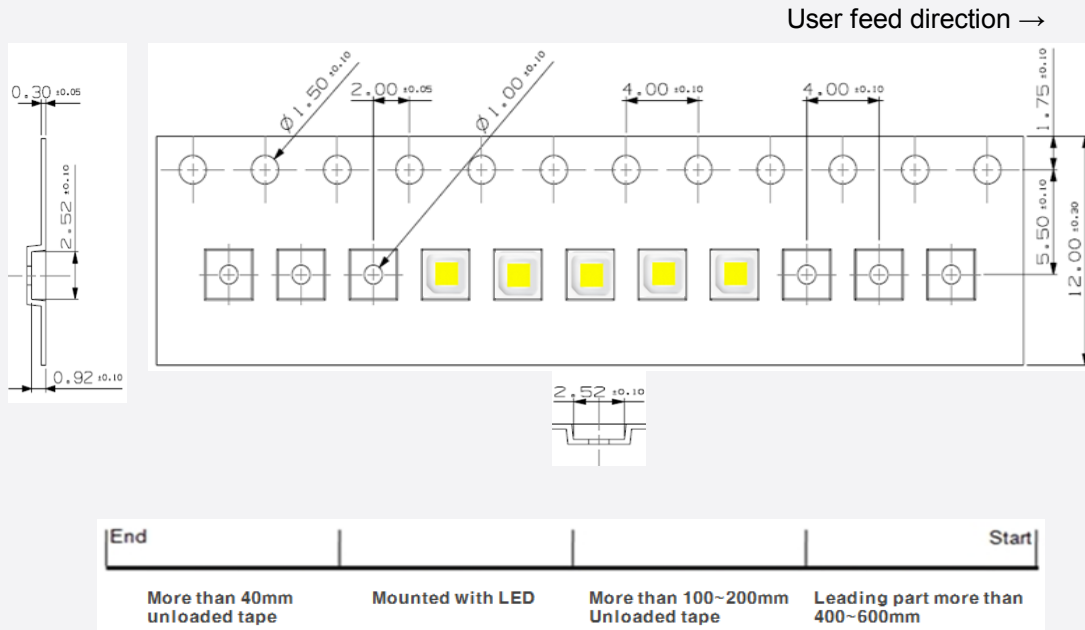 User feed direction →
0.30 ±0.05
Ø1.50 ±0.10
2.00 ±0.05
Ø1.00 ±0.10
4.00 ±0.10
4.00 ±0.10
1.75 ±0.10
2.52 ±0.10
5.50 ±0.10
12.00 ±0.30
0.92 ±0.10
2.52 ±0.10
End
Start
More than 40mm
unloaded tape
Mounted with LED
More than 100~200mm
Unloaded tape
Leading part more than
400~600mm